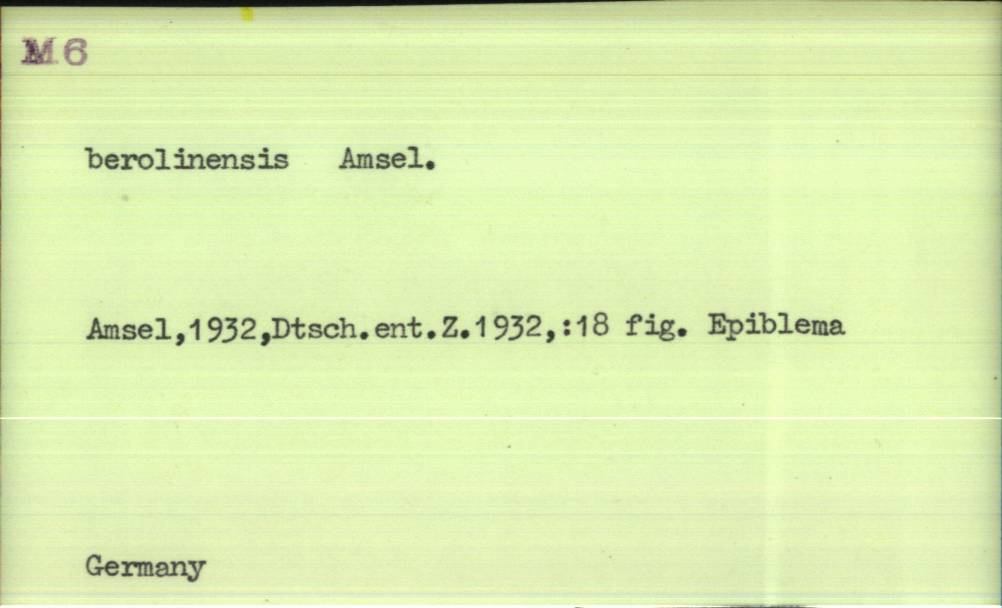 M6
berolinensis Amsel.
Amsel,1932,Dtsch.ent.Z.1932,:18 fig. Epiblema
Germany